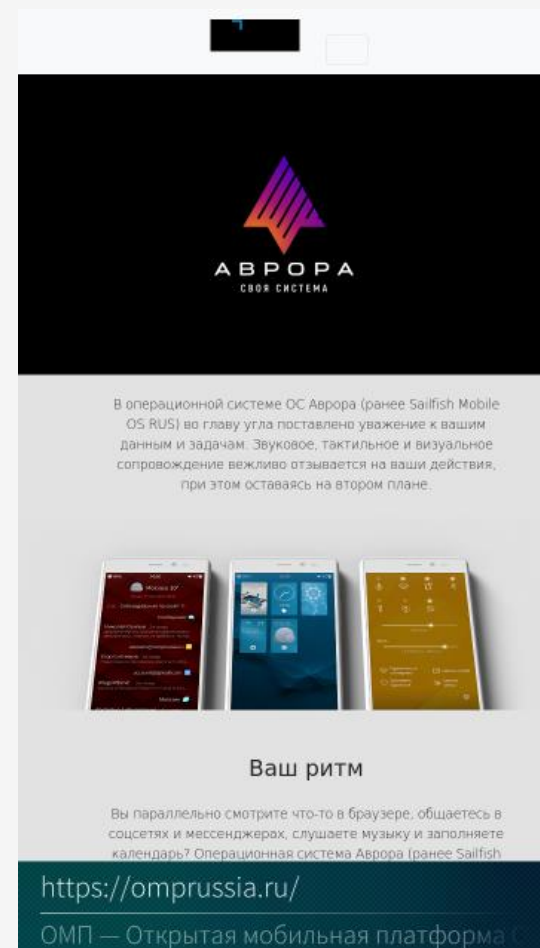 АВРОРА
СВОЯ СИСТЕМА
В операционной системе ОС Аврора (ранее Sailfish Mobile
OS RUS) во главу угла поставлено уважение к вашим
данным и задачам. Звуковое, тактильное и визуальное
сопровождение вежливо отзывается на ваши действия,
при этом оставаясь на втором плане.
Ваш ритм
Вы параллельно смотрите что-то в браузере, общаетесь в
соцсетях и мессенджерах, слушаете музыку и заполняете
календарь? Операционная система Аврора (ранее Sailfish
https://omprussia.ru/
ОМП — Открытая мобильная платформа